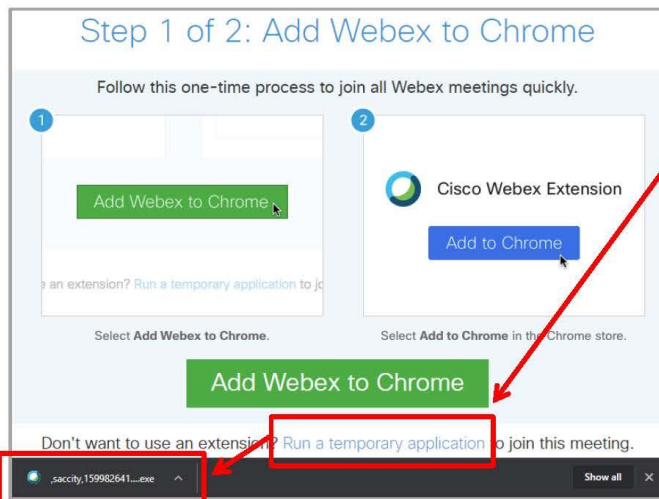 Step 1 of 2: Add Webex to Chrome
Follow this one-time process to join all Webex meetings quickly.
1
Add Webex to Chrome
an extension? Run a temporary application to jo
Select Add Webex to Chrome.
2
Cisco Webex Extension
Add to Chrome
Select Add to Chrome in the Chrome store.
Add Webex to Chrome
Don't want to use an extension? Run a temporary application to join this meeting.
,saccity,159982641....exe
Show all